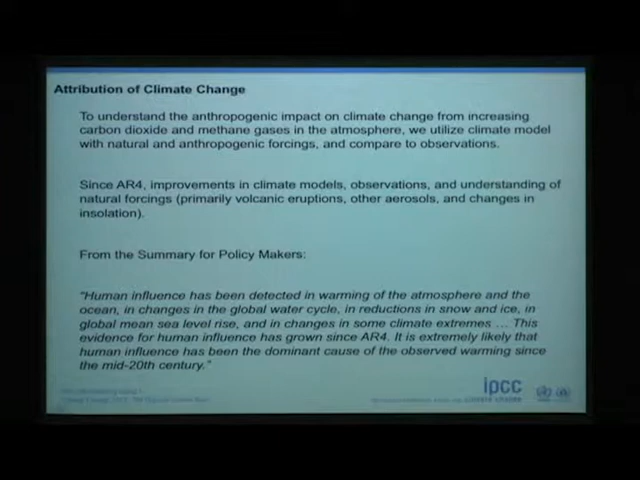 Attribution of Climate Change
To understand the anthropogenic impact on climate change from increasing
carbon dioxide and methane gases in the atmosphere, we utilize climate model
with natural and anthropogenic forcings, and compare to observations.
Since AR4, improvements in climate models, observations, and understanding of
natural forcings (primarily volcanic eruptions, other aerosols, and changes in
insolation).
From the Summary for Policy Makers:
“Human influence has been detected in warming of the atmosphere and the
ocean, in changes in the global water cycle, in reductions in snow and ice, in
global mean sea level rise, and in changes in some climate extremes … This
evidence for human influence has grown since AR4. It is extremely likely that
human influence has been the dominant cause of the observed warming since
the mid-20th century.”
ipcc